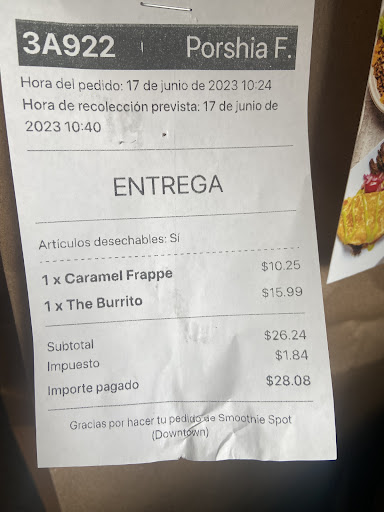 3A922 Porshia F.
Hora del pedido: 17 de junio de 2023 10:24
Hora de recolección prevista: 17 de junio de
2023 10:40
ENTREGA
Artículos desechables: Sí
1 x Caramel Frappe $10.25
1 x The Burrito $15.99
Subtotal $26.24
Impuesto $1.84
Importe pagado $28.08
Gracias por hacer tu pedido de Smoothie Spot
(Downtown)